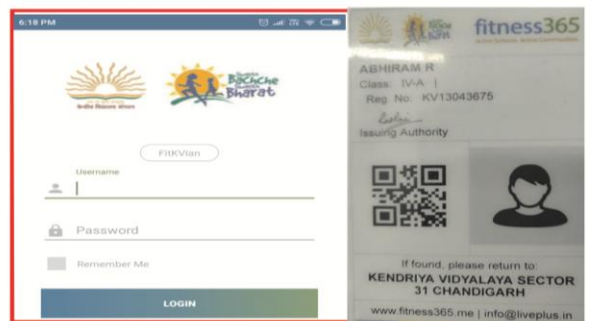 6:18 PM
Bachche
Bharat
FitKVian
Username
Password
Remember Me
LOGIN
fitness365
ABHIRAM R
Class: IV-A |
Reg. No. KV13043675
Issuing Authority
If found, please return to:
KENDRIYA VIDYALAYA SECTOR
31 CHANDIGARH
www.fitness365.me | info@liveplus.in